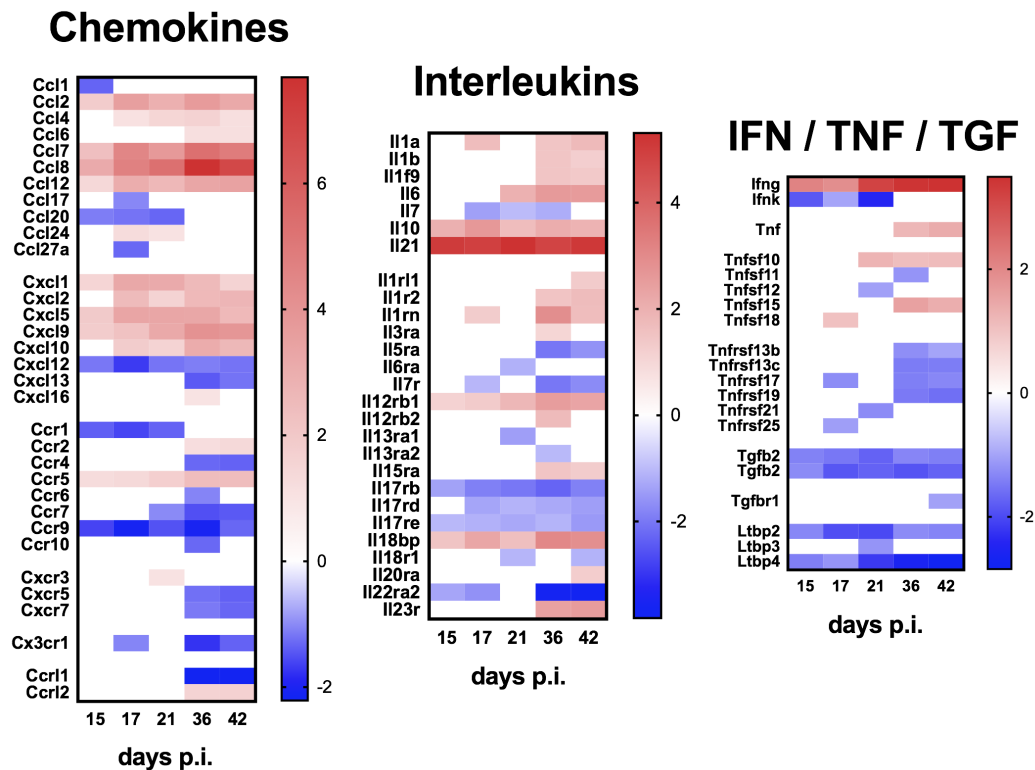 Chemokines
Ccl1
Ccl2
Ccl4
Ccl6
Ccl7
Ccl8
Ccl12
Ccl17
Ccl20
Ccl24
Ccl27a
Cxcl1
Cxcl2
Cxcl5
Cxcl9
Cxcl10
Cxcl12
Cxcl13
Cxcl16
Ccr1
Ccr2
Ccr4
Ccr5
Ccr6
Ccr7
Ccr9
Ccr10
Cxcr3
Cxcr5
Cxcr7
Cx3cr1
Ccrl1
Ccrl2
15 17 21 36 42
days p.i.
6
4
2
0
-2
Interleukins
Il1a
Il1b
Il1f9
Il6
Il7
Il10
Il21
Il1rl1
Il1r2
Il1rn
Il3ra
Il5ra
Il6ra
Il7r
Il12rb1
Il12rb2
Il13ra1
Il13ra2
Il15ra
Il17rb
Il17rd
Il17re
Il18bp
Il18r1
Il20ra
Il22ra2
Il23r
15 17 21 36 42
days p.i.
4
2
0
-2
IFN / TNF / TGF
Ifng
Ifnk
Tnf
Tnfsf10
Tnfsf11
Tnfsf12
Tnfsf15
Tnfsf18
Tnfrsf13b
Tnfrsf13c
Tnfrsf17
Tnfrsf19
Tnfrsf21
Tnfrsf25
Tgfb2
Tgfb2
Tgfbr1
Ltbp2
Ltbp3
Ltbp4
15 17 21 36 42
days p.i.
2
0
-2